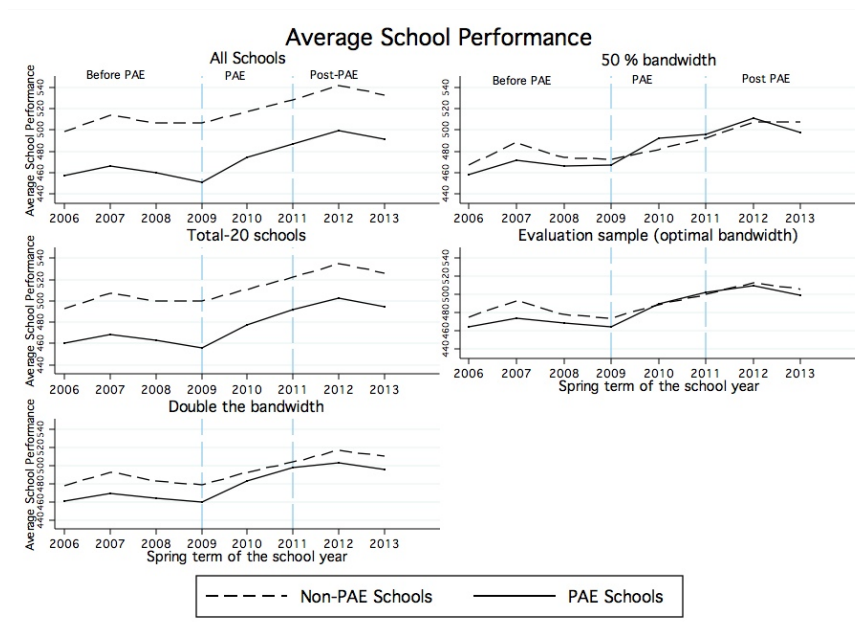 Average School Performance
All Schools
Before PAE PAE Post-PAE
Average School Performance
440 460 480 500 520 540
2006 2007 2008 2009 2010 2011 2012 2013
50 % bandwidth
Before PAE PAE Post PAE
440 460 480 500 520 540
2006 2007 2008 2009 2010 2011 2012 2013
Total-20 schools
Average School Performance
440 460 480 500 520 540
2006 2007 2008 2009 2010 2011 2012 2013
Evaluation sample (optimal bandwidth)
440 460 480 500 520 540
2006 2007 2008 2009 2010 2011 2012 2013
Spring term of the school year
Double the bandwidth
Average School Performance
440 460 480 500 520 540
2006 2007 2008 2009 2010 2011 2012 2013
Spring term of the school year
Non-PAE Schools PAE Schools